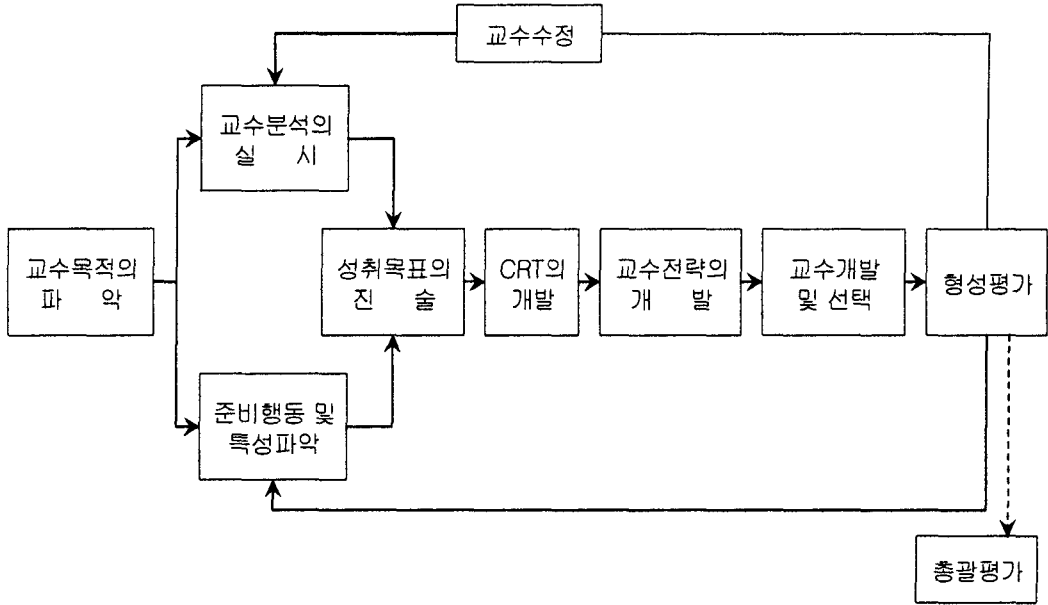 교수수정
교수분석의
실 시
교수목적의
파 악
성취목표의
진 술
CRT의
개발
교수전략의
개 발
교수개발
및 선택
형성평가
준비행동 및
특성파악
총괄평가